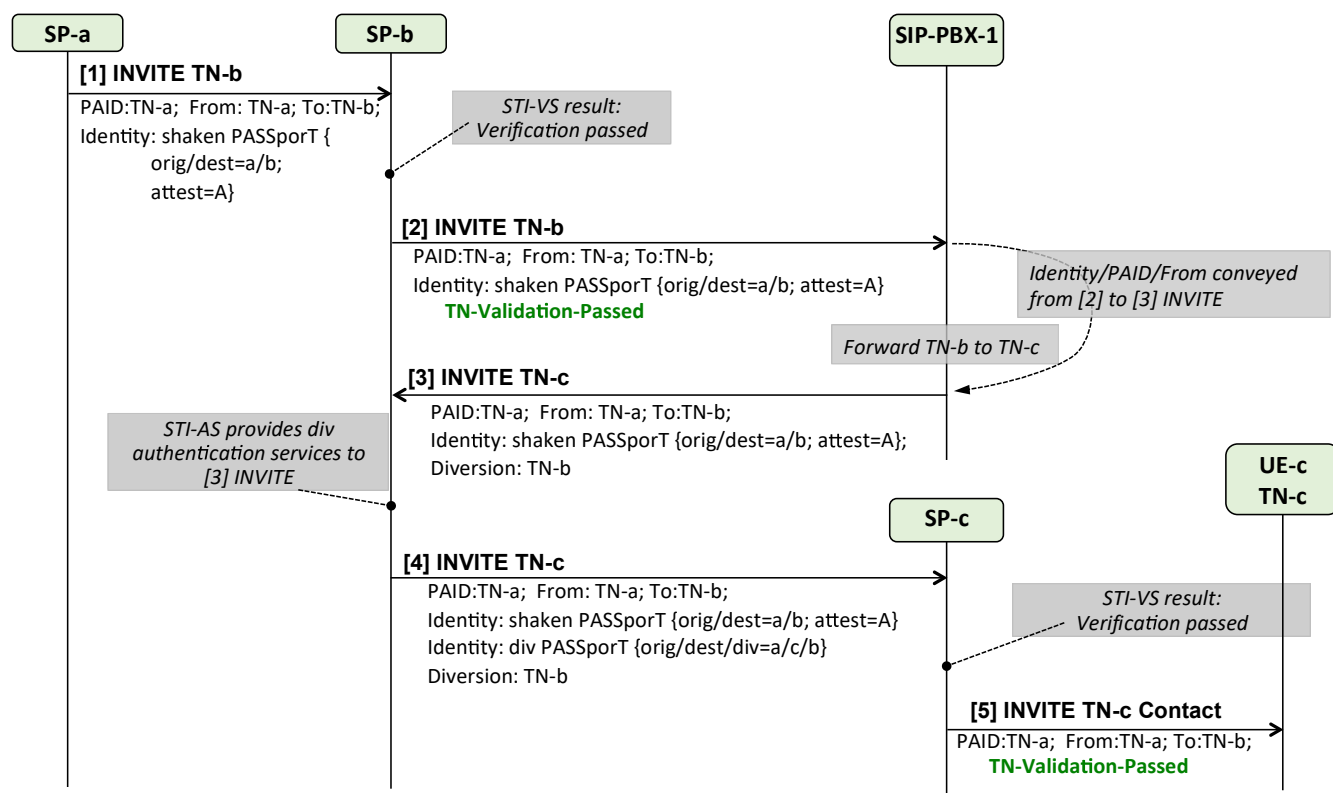 SP-a
SP-b
SIP-PBX-1
[1] INVITE TN-b
PAID:TN-a; From: TN-a; To:TN-b;
Identity: shaken PASSporT {
orig/dest=a/b;
attest=A}
STI-VS result:
Verification passed
[2] INVITE TN-b
PAID:TN-a; From: TN-a; To:TN-b;
Identity: shaken PASSporT {orig/dest=a/b; attest=A}
TN-Validation-Passed
Identity/PAID/From conveyed
from [2] to [3] INVITE
Forward TN-b to TN-c
[3] INVITE TN-c
PAID:TN-a; From: TN-a; To:TN-b;
Identity: shaken PASSporT {orig/dest=a/b; attest=A};
Diversion: TN-b
STI-AS provides div
authentication services to
[3] INVITE
UE-c
TN-c
SP-c
[4] INVITE TN-c
PAID:TN-a; From: TN-a; To:TN-b;
Identity: shaken PASSporT {orig/dest=a/b; attest=A}
Identity: div PASSporT {orig/dest/div=a/c/b}
Diversion: TN-b
STI-VS result:
Verification passed
[5] INVITE TN-c Contact
PAID:TN-a; From:TN-a; To:TN-b;
TN-Validation-Passed